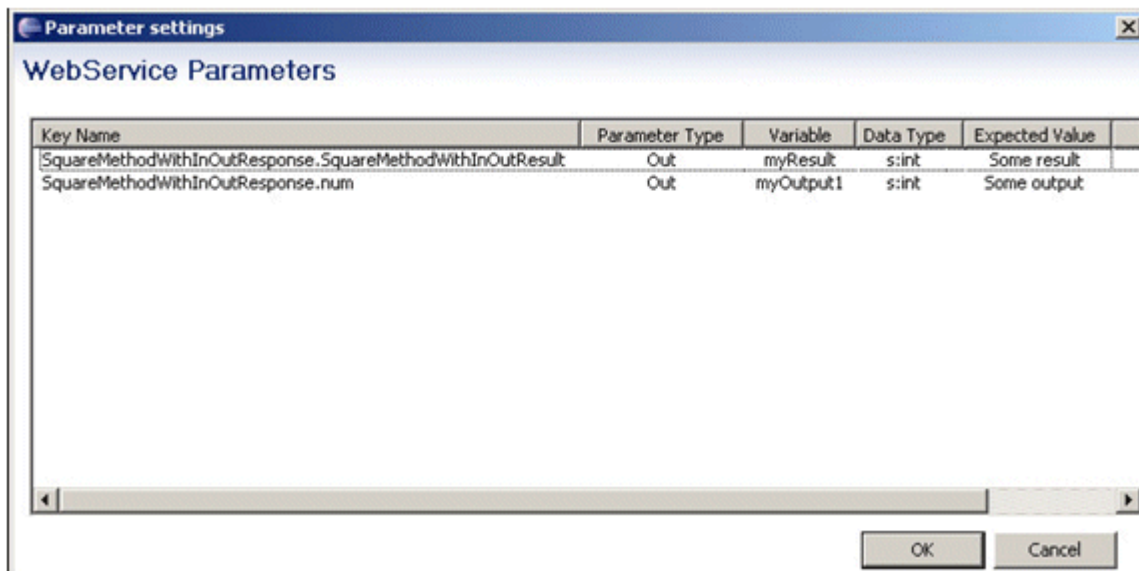 Parameter settings
WebService Parameters
Key Name Parameter Type Variable Data Type Expected Value
SquareMethodWithInOutResponse.SquareMethodWithInOutResult Out myResult s:int Some result
SquareMethodWithInOutResponse.num Out myOutput1 s:int Some output
OK Cancel